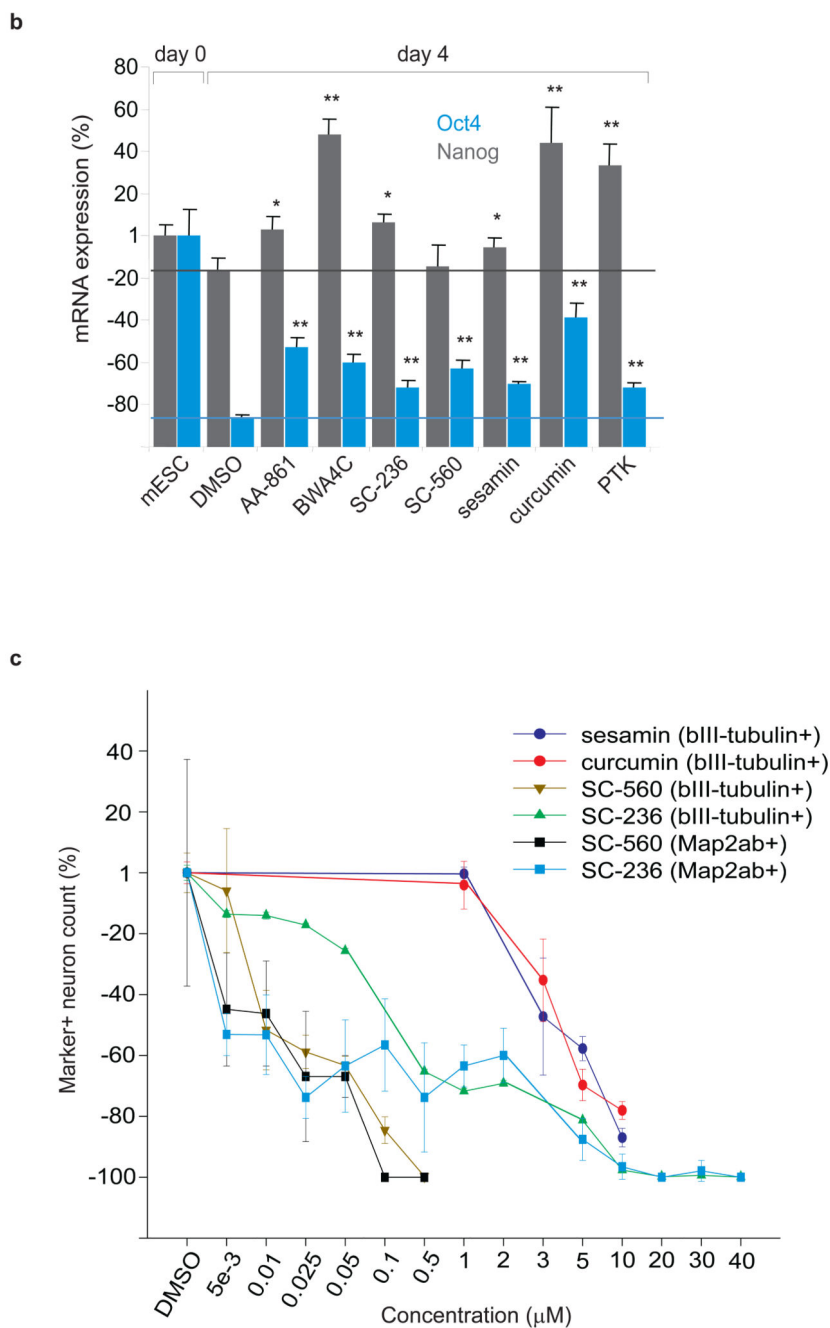 b
day 0
day 4
80
60
40
20
1
-20
-40
-60
-80
mRNA expression (%)
Oct4
Nanog
**
*
**
*
**
**
*
**
**
**
**
**
**
**
mESC
DMSO
AA-861
BWA4C
SC-236
SC-560
sesamin
curcumin
PTK
c
40
20
1
-20
-40
-60
-80
-100
Marker+ neuron count (%)
sesamin (bIII-tubulin+)
curcumin (bIII-tubulin+)
SC-560 (bIII-tubulin+)
SC-236 (bIII-tubulin+)
SC-560 (Map2ab+)
SC-236 (Map2ab+)
DMSO
5e-3
0.01
0.025
0.05
0.1
0.5
1
2
3
5
10
20
30
40
Concentration (µM)